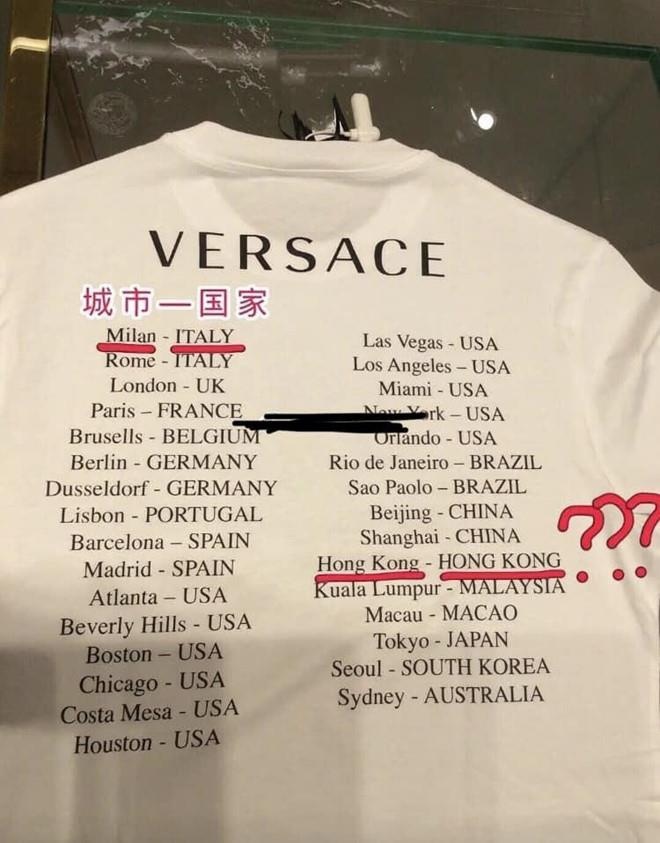 VERSACE
城市—国家
Milan - ITALY
Rome - ITALY
London - UK
Paris – FRANCE
Brusells - BELGIUM
Berlin - GERMANY
Dusseldorf - GERMANY
Lisbon - PORTUGAL
Barcelona – SPAIN
Madrid - SPAIN
Atlanta – USA
Beverly Hills - USA
Boston – USA
Chicago - USA
Costa Mesa - USA
Houston - USA
Las Vegas - USA
Los Angeles – USA
Miami - USA
New York – USA
Orlando - USA
Rio de Janeiro – BRAZIL
Sao Paolo – BRAZIL
Beijing - CHINA
Shanghai - CHINA
Hong Kong - HONG KONG
???
Kuala Lumpur - MALAYSIA
Macau - MACAO
Tokyo - JAPAN
Seoul - SOUTH KOREA
Sydney - AUSTRALIA